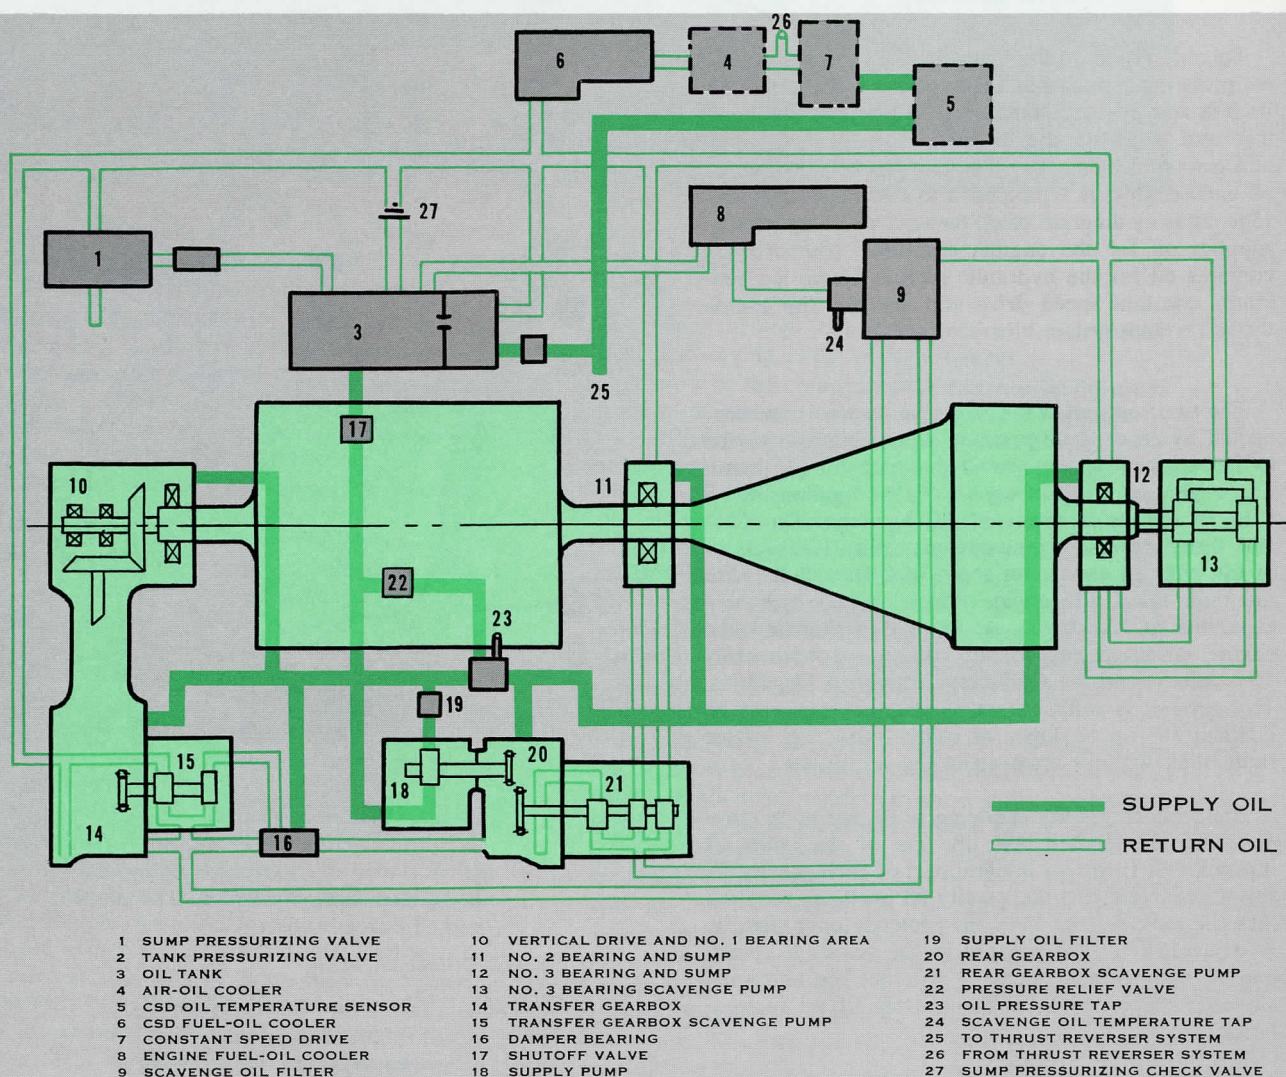 26
6
4
7
5
27
8
1
3
9
24
25
17
10
11
12
22
13
23
19
20
15
18
21
14
16
SUPPLY OIL
RETURN OIL
1 SUMP PRESSURIZING VALVE
2 TANK PRESSURIZING VALVE
3 OIL TANK
4 AIR-OIL COOLER
5 CSD OIL TEMPERATURE SENSOR
6 CSD FUEL-OIL COOLER
7 CONSTANT SPEED DRIVE
8 ENGINE FUEL-OIL COOLER
9 SCAVENGE OIL FILTER
10 VERTICAL DRIVE AND NO. 1 BEARING AREA
11 NO. 2 BEARING AND SUMP
12 NO. 3 BEARING AND SUMP
13 NO. 3 BEARING SCAVENGE PUMP
14 TRANSFER GEARBOX
15 TRANSFER GEARBOX SCAVENGE PUMP
16 DAMPER BEARING
17 SHUTOFF VALVE
18 SUPPLY PUMP
19 SUPPLY OIL FILTER
20 REAR GEARBOX
21 REAR GEARBOX SCAVENGE PUMP
22 PRESSURE RELIEF VALVE
23 OIL PRESSURE TAP
24 SCAVENGE OIL TEMPERATURE TAP
25 TO THRUST REVERSER SYSTEM
26 FROM THRUST REVERSER SYSTEM
27 SUMP PRESSURIZING CHECK VALVE